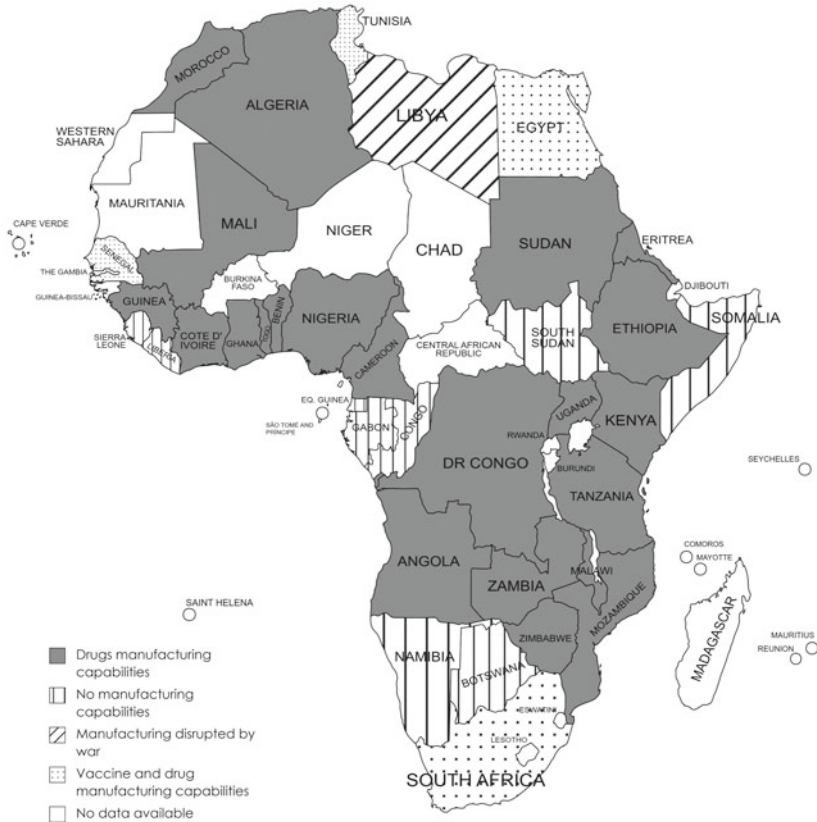 TUNISIA
MOROCCO
ALGERIA
LIBYA
EGYPT
WESTERN
SAHARA
MAURITANIA
MALI
NIGER
CHAD
SUDAN
ERITREA
CAPE VERDE
SENEGAL
THE GAMBIA
GUINEA-BISSAU
GUINEA
BURKINA
FASO
BENIN
TOGO
NIGERIA
DJIBOUTI
SOMALIA
SIERRA
LEONE
LIBERIA
COTE D'
IVOIRE
GHANA
CAMEROON
CENTRAL AFRICAN
REPUBLIC
SOUTH
SUDAN
ETHIOPIA
EQ. GUINEA
SÃO TOMÉ AND
PRÍNCIPE
GABON
CONGO
UGANDA
KENYA
RWANDA
DR CONGO
BURUNDI
SEYCHELLES
TANZANIA
COMOROS
MAYOTTE
ANGOLA
MALAWI
ZAMBIA
MOZAMBIQUE
SAINT HELENA
MADAGASCAR
ZIMBABWE
MAURITIUS
REUNION
NAMIBIA
BOTSWANA
ESWATINI
LESOTHO
SOUTH AFRICA
Drugs manufacturing
capabilities
No manufacturing
capabilities
Manufacturing disrupted by
war
Vaccine and drug
manufacturing capabilities
No data available